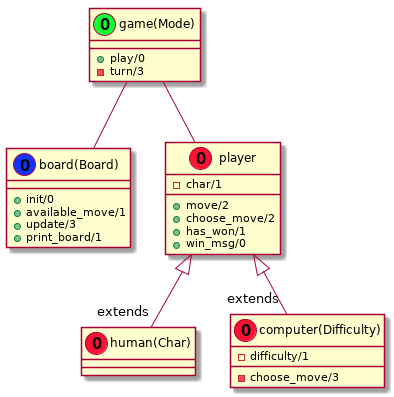 O game(Mode)
play/0
turn/3
O board(Board)
init/0
available_move/1
update/3
print_board/1
O player
char/1
move/2
choose_move/2
has_won/1
win_msg/0
extends
extends
O human(Char)
O computer(Difficulty)
difficulty/1
choose_move/3